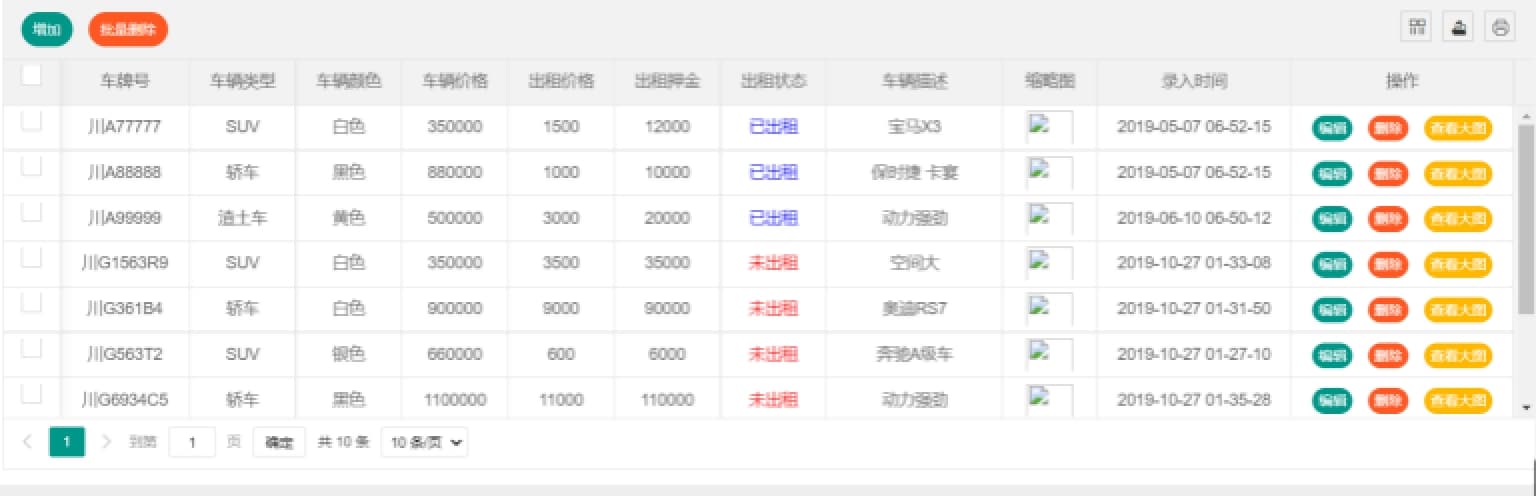 增加 批量删除
车牌号 车辆类型 车辆颜色 车辆价格 出租价格 出租押金 出租状态 车辆描述 缩略图 录入时间 操作
川A77777 SUV 白色 350000 1500 12000 已出租 宝马X3 2019-05-07 06-52-15 编辑 删除 查看大图
川A88888 轿车 黑色 880000 1000 10000 已出租 保时捷 卡宴 2019-05-07 06-52-15 编辑 删除 查看大图
川A99999 渣土车 黄色 500000 3000 20000 已出租 动力强劲 2019-06-10 06-50-12 编辑 删除 查看大图
川G1563R9 SUV 白色 350000 3500 35000 未出租 空间大 2019-10-27 01-33-08 编辑 删除 查看大图
川G361B4 轿车 白色 900000 9000 90000 未出租 奥迪RS7 2019-10-27 01-31-50 编辑 删除 查看大图
川G563T2 SUV 银色 660000 600 6000 未出租 奔驰A级车 2019-10-27 01-27-10 编辑 删除 查看大图
川G6934C5 轿车 黑色 1100000 11000 110000 未出租 动力强劲 2019-10-27 01-35-28 编辑 删除 查看大图
1 到第 1 页 确定 共 10 条 10 条/页